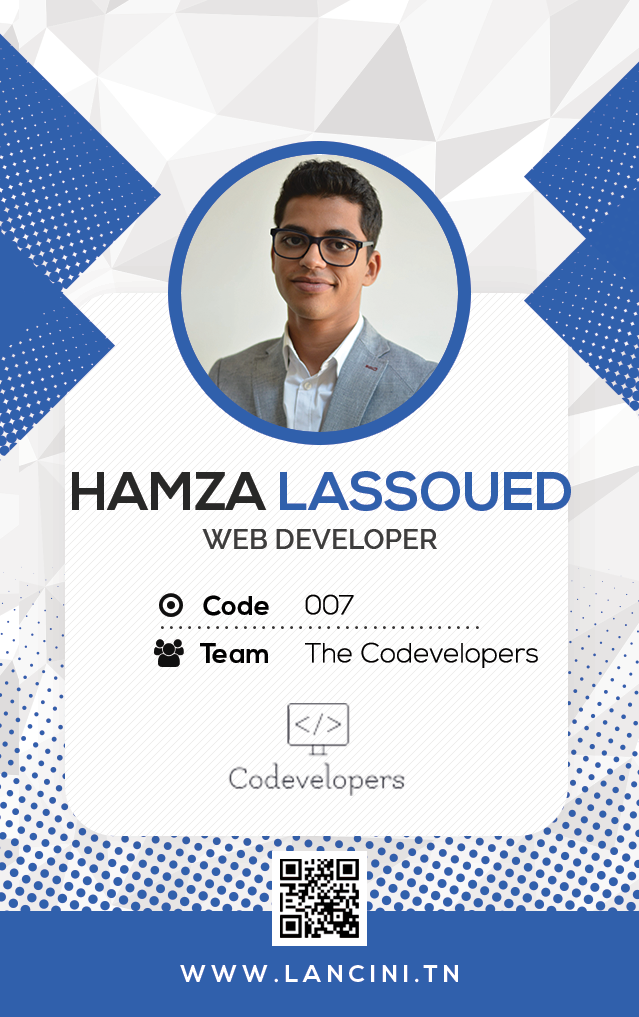 HAMZA LASSOUED
WEB DEVELOPER
Code 007
Team The Codevelopers
</>
Codevelopers
WWW.LANCINI.TN